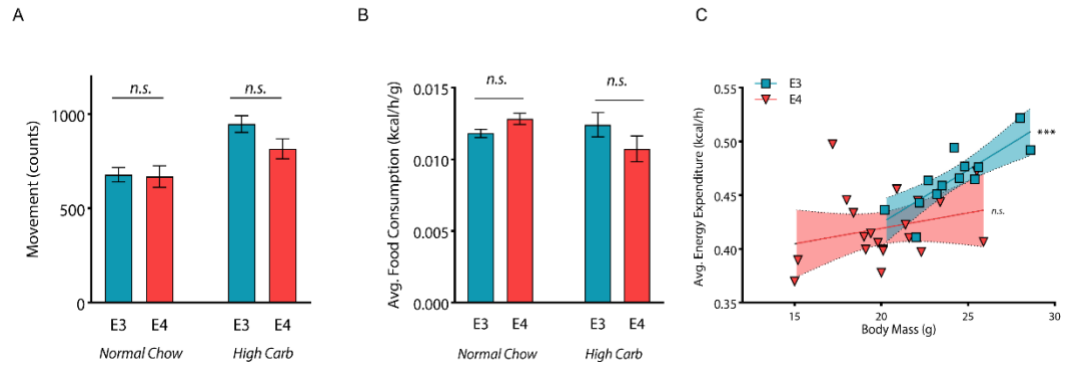 A
B
C
Movement (counts)
1000
500
0
n.s.
n.s.
E3 E4 E3 E4
Normal Chow High Carb
Avg. Food Consumption (kcal/h/g)
0.015
0.010
0.005
0.000
n.s.
n.s.
E3 E4 E3 E4
Normal Chow High Carb
Avg. Energy Expenditure (kcal/h)
E3
E4
0.55
0.50
0.45
0.40
0.35
***
n.s.
15 20 25 30
Body Mass (g)